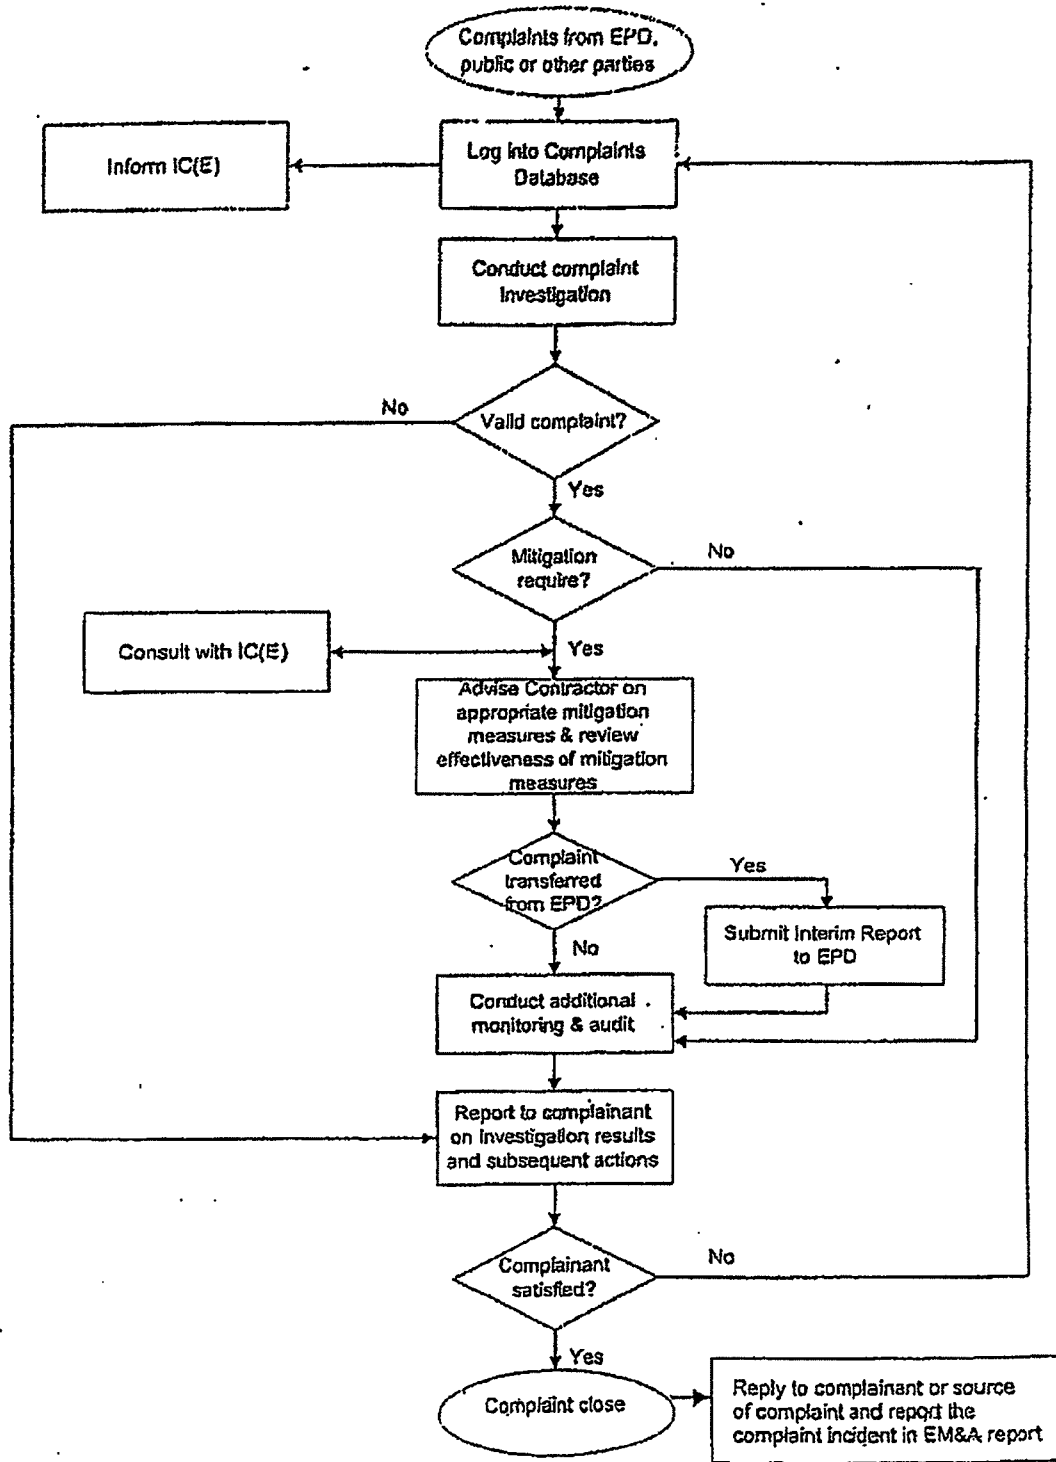 Complaints from EPD,
public or other parties
Inform IC(E)
Log into Complaints
Database
Conduct complaint
Investigation
No
Valid complaint?
Yes
Mitigation
require?
No
Consult with IC(E)
Yes
Advise Contractor on
appropriate mitigation
measures & review
effectiveness of mitigation
measures
Complaint
transferred
from EPD?
Yes
Submit Interim Report
to EPD
No
Conduct additional
monitoring & audit
Report to complainant
on investigation results
and subsequent actions
Complainant
satisfied?
No
Yes
Complaint close
Reply to complainant or source
of complaint and report the
complaint incident in EM&A report